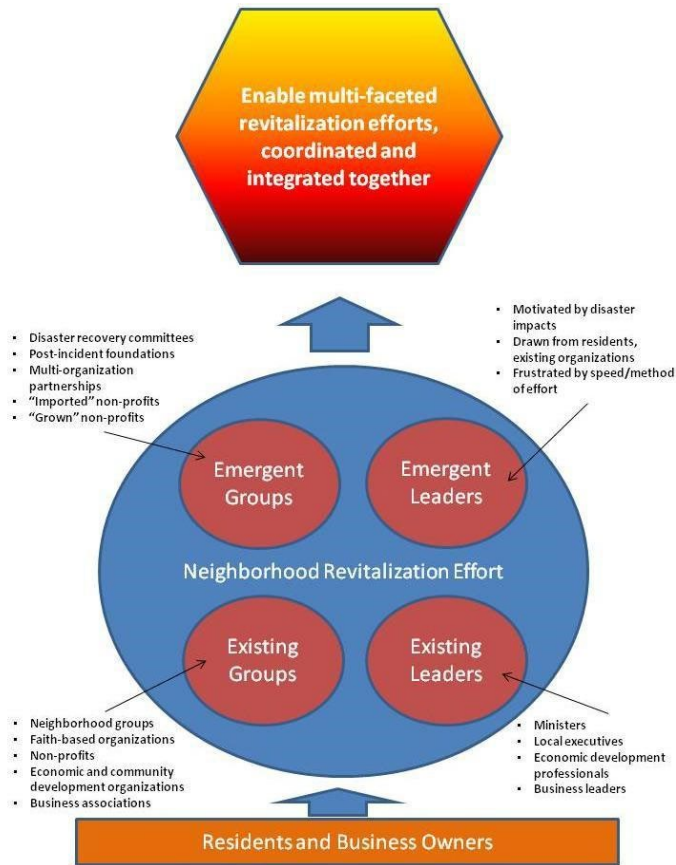 Enable multi-faceted
revitalization efforts,
coordinated and
integrated together
▪ Disaster recovery committees
▪ Post-incident foundations
▪ Multi-organization
partnerships
▪ “Imported” non-profits
▪ “Grown” non-profits
▪ Motivated by disaster
impacts
▪ Drawn from residents,
existing organizations
▪ Frustrated by speed/method
of effort
Emergent
Groups
Emergent
Leaders
Neighborhood Revitalization Effort
Existing
Groups
Existing
Leaders
▪ Neighborhood groups
▪ Faith-based organizations
▪ Non-profits
▪ Economic and community
development organizations
▪ Business associations
▪ Ministers
▪ Local executives
▪ Economic development
professionals
▪ Business leaders
Residents and Business Owners